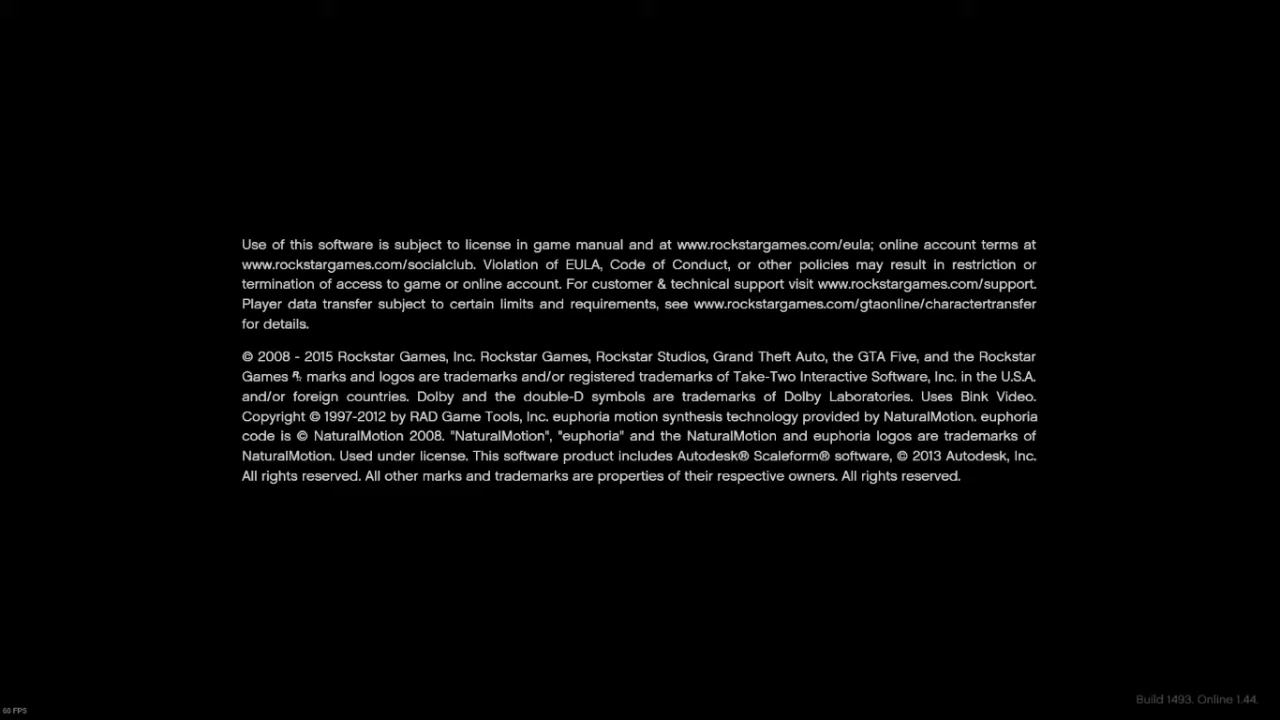 Use of this software is subject to license in game manual and at www.rockstargames.com/eula; online account terms at
www.rockstargames.com/socialclub. Violation of EULA, Code of Conduct, or other policies may result in restriction or
termination of access to game or online account. For customer & technical support visit www.rockstargames.com/support.
Player data transfer subject to certain limits and requirements, see www.rockstargames.com/gtaonline/charactertransfer
for details.
© 2008 - 2015 Rockstar Games, Inc. Rockstar Games, Rockstar Studios, Grand Theft Auto, the GTA Five, and the Rockstar
Games R* marks and logos are trademarks and/or registered trademarks of Take-Two Interactive Software, Inc. in the U.S.A.
and/or foreign countries. Dolby and the double-D symbols are trademarks of Dolby Laboratories. Uses Bink Video.
Copyright © 1997-2012 by RAD Game Tools, Inc. euphoria motion synthesis technology provided by NaturalMotion. euphoria
code is © NaturalMotion 2008. "NaturalMotion", "euphoria" and the NaturalMotion and euphoria logos are trademarks of
NaturalMotion. Used under license. This software product includes Autodesk® Scaleform® software, © 2013 Autodesk, Inc.
All rights reserved. All other marks and trademarks are properties of their respective owners. All rights reserved.
Build 1493. Online 1.44.
60 FPS